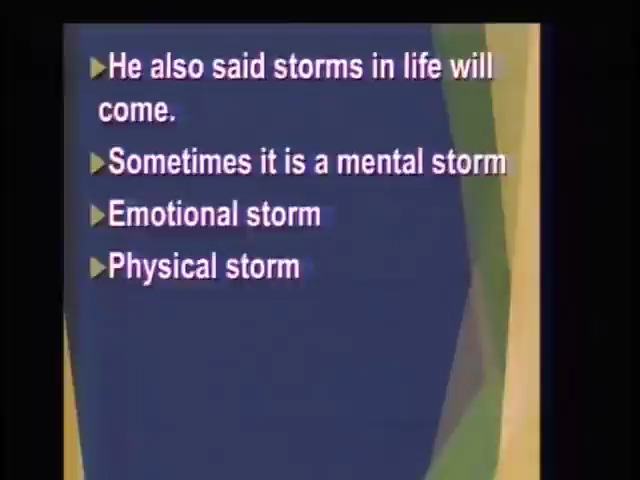 He also said storms in life will
come.
Sometimes it is a mental storm
Emotional storm
Physical storm